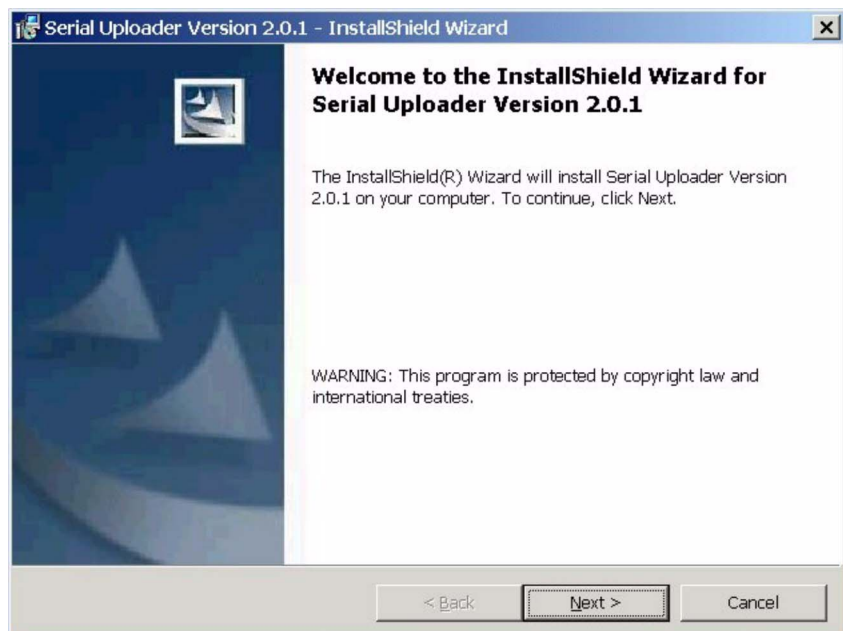 Serial Uploader Version 2.0.1 - InstallShield Wizard
Welcome to the InstallShield Wizard for
Serial Uploader Version 2.0.1
The InstallShield(R) Wizard will install Serial Uploader Version
2.0.1 on your computer. To continue, click Next.
WARNING: This program is protected by copyright law and
international treaties.
< Back Next > Cancel